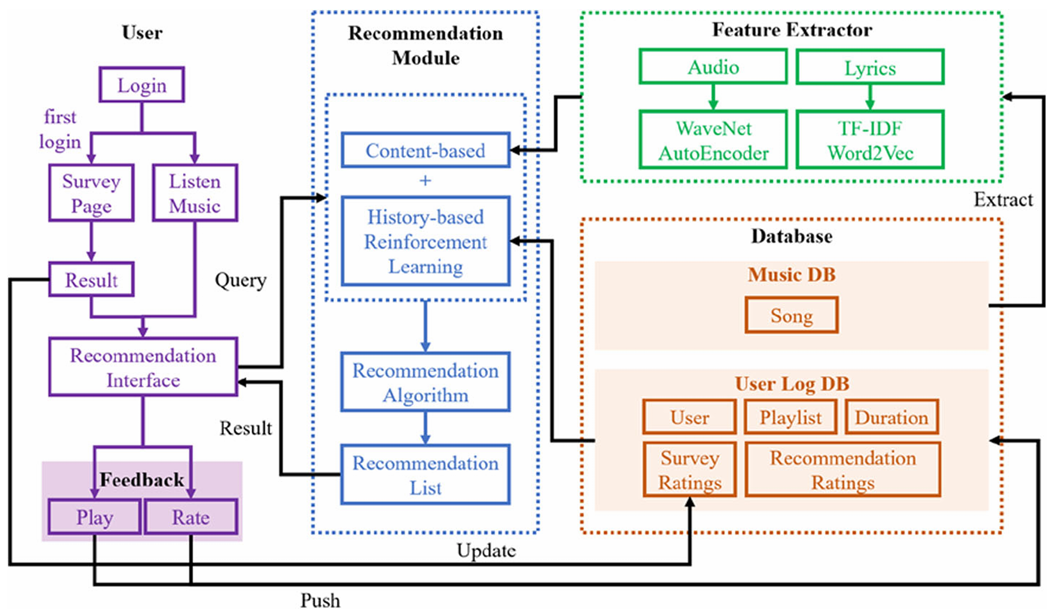 User
Login
first
login
Survey
Page
Listen
Music
Result
Recommendation
Interface
Feedback
Play
Rate
Query
Result
Recommendation
Module
Content-based
+
History-based
Reinforcement
Learning
Recommendation
Algorithm
Recommendation
List
Feature Extractor
Audio
Lyrics
WaveNet
AutoEncoder
TF-IDF
Word2Vec
Extract
Database
Music DB
Song
User Log DB
User
Playlist
Duration
Survey
Ratings
Recommendation
Ratings
Update
Push